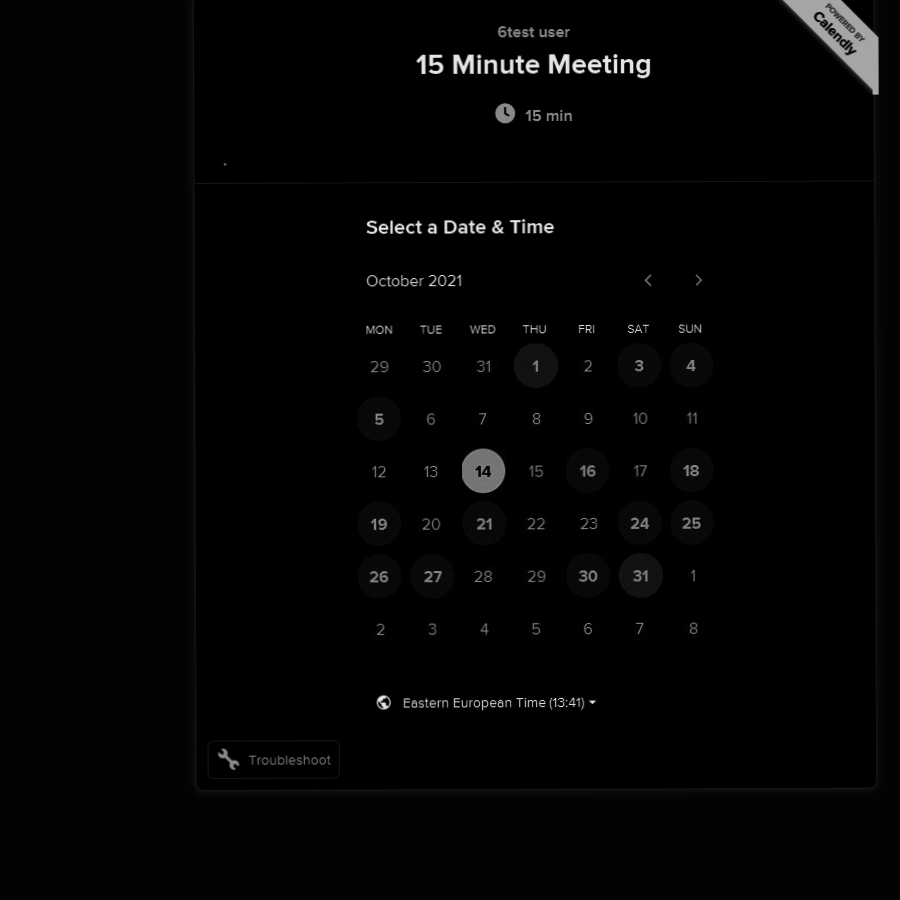 POWERED BY
Calendly
6test user
15 Minute Meeting
15 min
.
Select a Date & Time
October 2021
MON TUE WED THU FRI SAT SUN
29 30 31 1 2 3 4
5 6 7 8 9 10 11
12 13 14 15 16 17 18
19 20 21 22 23 24 25
26 27 28 29 30 31 1
2 3 4 5 6 7 8
Eastern European Time (13:41)
Troubleshoot